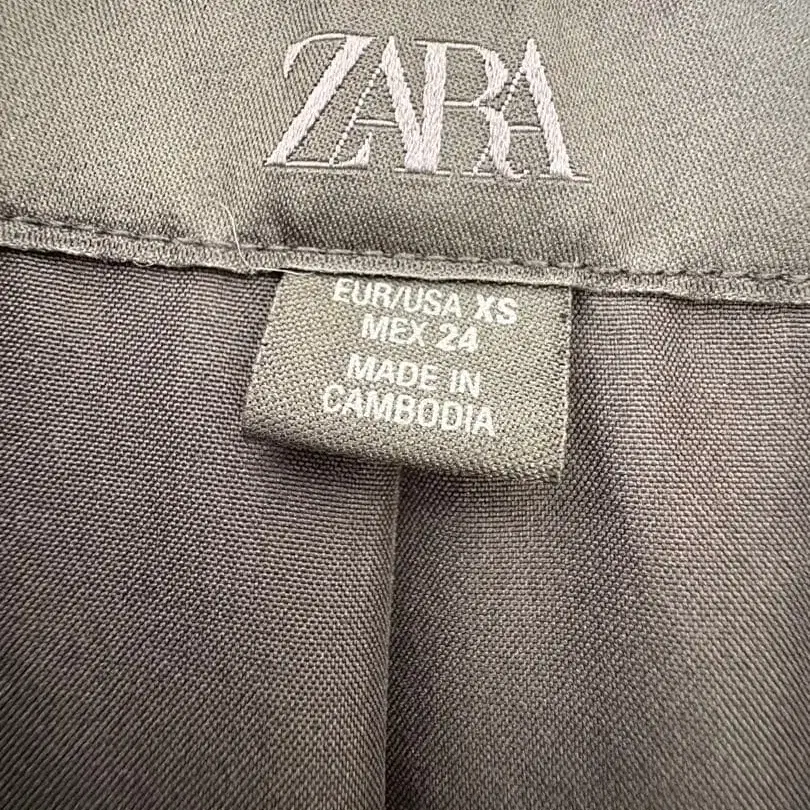 ZARA
EUR/USA XS
MEX 24
MADE IN
CAMBODIA